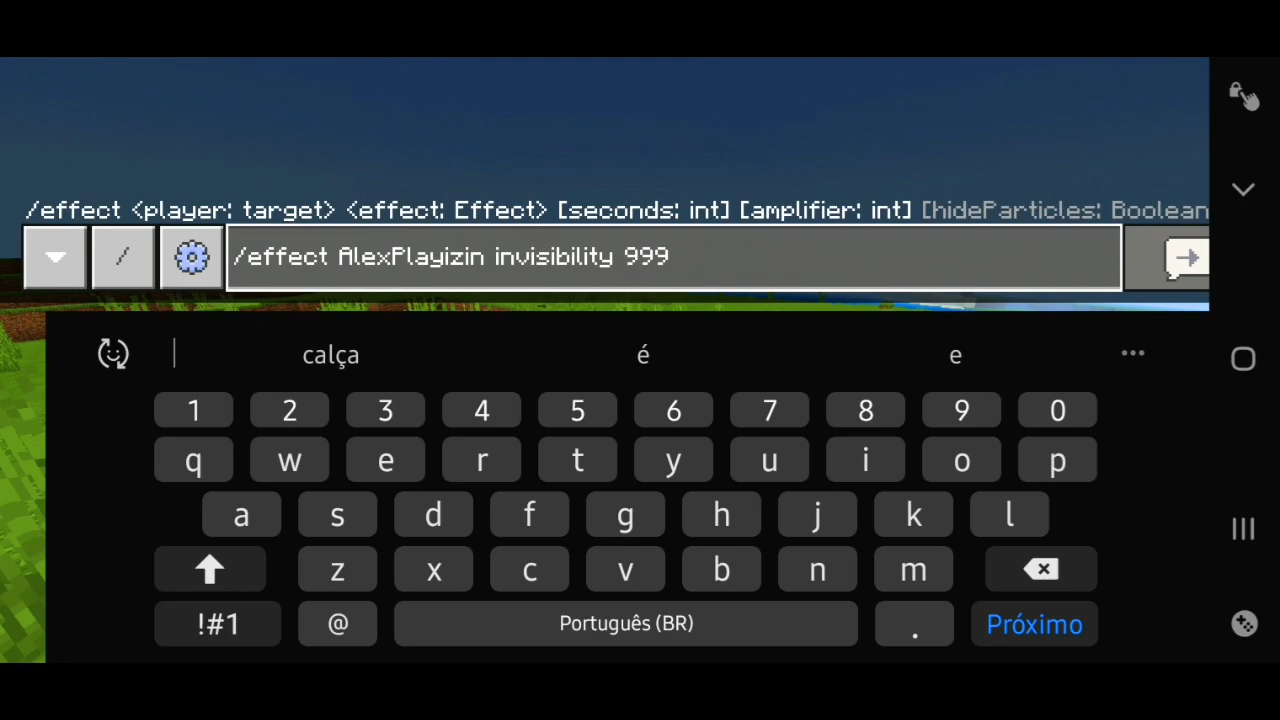 /effect <player: target> <effect: Effect> [seconds: int] [amplifier: int] [hideParticles: Boolean
/ /effect AlexPlayizin invisibility 999
calça é e ...
1 2 3 4 5 6 7 8 9 0
q w e r t y u i o p
a s d f g h j k l
z x c v b n m
!#1 @ Português (BR) . Próximo